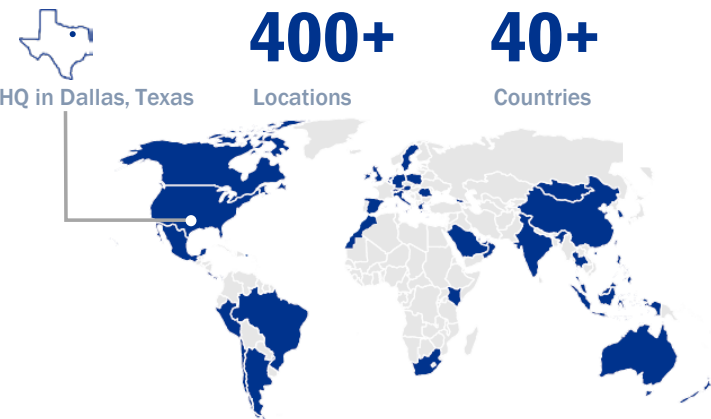 400+
40+
HQ in Dallas, Texas
Locations
Countries